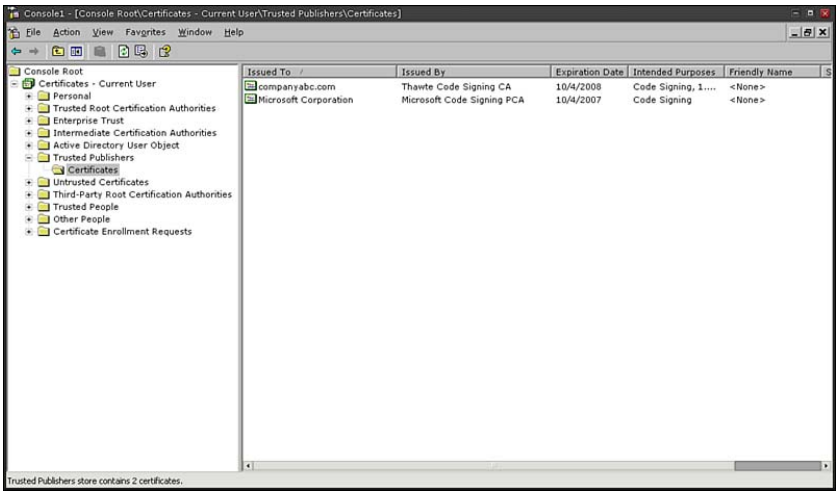 Console1 - [Console Root\Certificates - Current User\Trusted Publishers\Certificates]
File Action View Favorites Window Help
Console Root
Certificates - Current User
Personal
Trusted Root Certification Authorities
Enterprise Trust
Intermediate Certification Authorities
Active Directory User Object
Trusted Publishers
Certificates
Untrusted Certificates
Third-Party Root Certification Authorities
Trusted People
Other People
Certificate Enrollment Requests
Issued To Issued By Expiration Date Intended Purposes Friendly Name S
companyabc.com Thawte Code Signing CA 10/4/2008 Code Signing, 1.... <None>
Microsoft Corporation Microsoft Code Signing PCA 10/4/2007 Code Signing <None>
Trusted Publishers store contains 2 certificates.